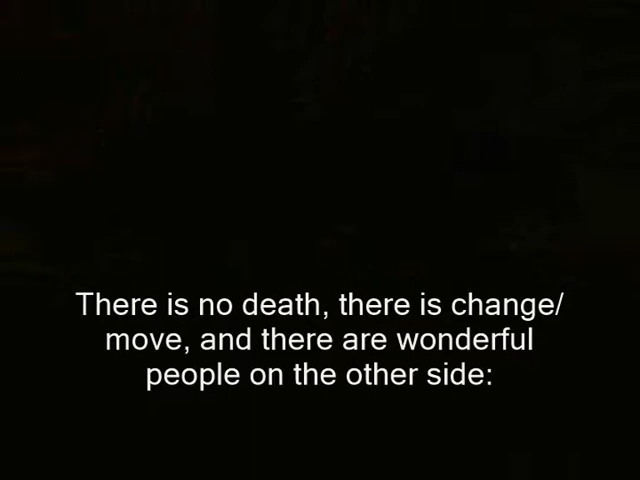 There is no death, there is change/
move, and there are wonderful
people on the other side: